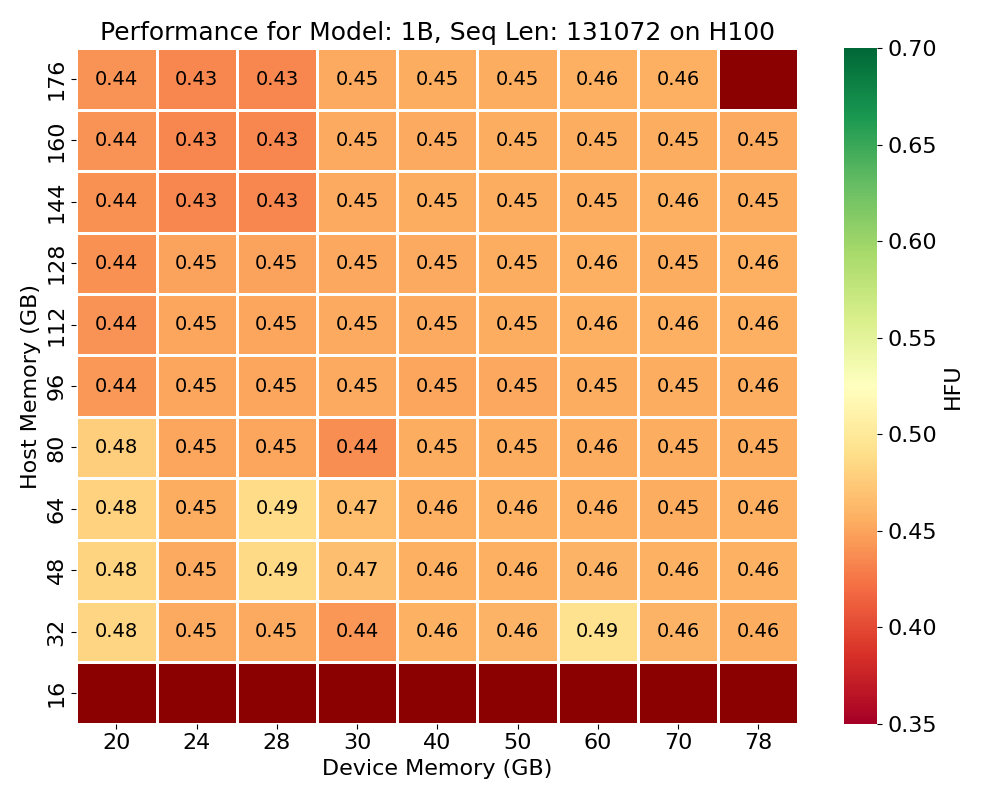 Performance for Model: 1B, Seq Len: 131072 on H100
176 0.44 0.43 0.43 0.45 0.45 0.45 0.46 0.46
160 0.44 0.43 0.43 0.45 0.45 0.45 0.45 0.45 0.45
144 0.44 0.43 0.43 0.45 0.45 0.45 0.45 0.46 0.45
128 0.44 0.45 0.45 0.45 0.45 0.45 0.46 0.45 0.46
112 0.44 0.45 0.45 0.45 0.45 0.45 0.46 0.46 0.46
96 0.44 0.45 0.45 0.45 0.45 0.45 0.45 0.45 0.46
80 0.48 0.45 0.45 0.44 0.45 0.45 0.46 0.45 0.45
64 0.48 0.45 0.49 0.47 0.46 0.46 0.46 0.45 0.46
48 0.48 0.45 0.49 0.47 0.46 0.46 0.46 0.46 0.46
32 0.48 0.45 0.45 0.44 0.46 0.46 0.49 0.46 0.46
16
20 24 28 30 40 50 60 70 78
Device Memory (GB)
Host Memory (GB)
0.70
0.65
0.60
0.55
0.50
0.45
0.40
0.35
HFU